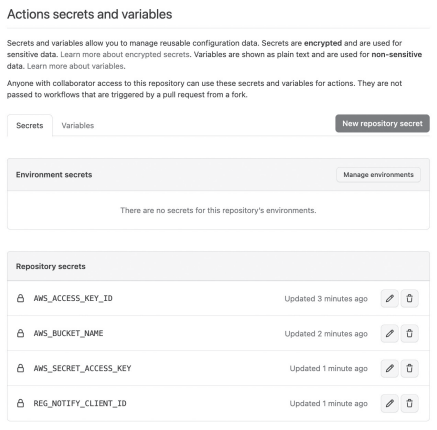 Actions secrets and variables
Secrets and variables allow you to manage reusable configuration data. Secrets are encrypted and are used for
sensitive data. Learn more about encrypted secrets. Variables are shown as plain text and are used for non-sensitive
data. Learn more about variables.
Anyone with collaborator access to this repository can use these secrets and variables for actions. They are not
passed to workflows that are triggered by a pull request from a fork.
Secrets Variables New repository secret
Environment secrets Manage environments
There are no secrets for this repository's environments.
Repository secrets
AWS_ACCESS_KEY_ID Updated 3 minutes ago
AWS_BUCKET_NAME Updated 2 minutes ago
AWS_SECRET_ACCESS_KEY Updated 1 minute ago
REG_NOTIFY_CLIENT_ID Updated 1 minute ago